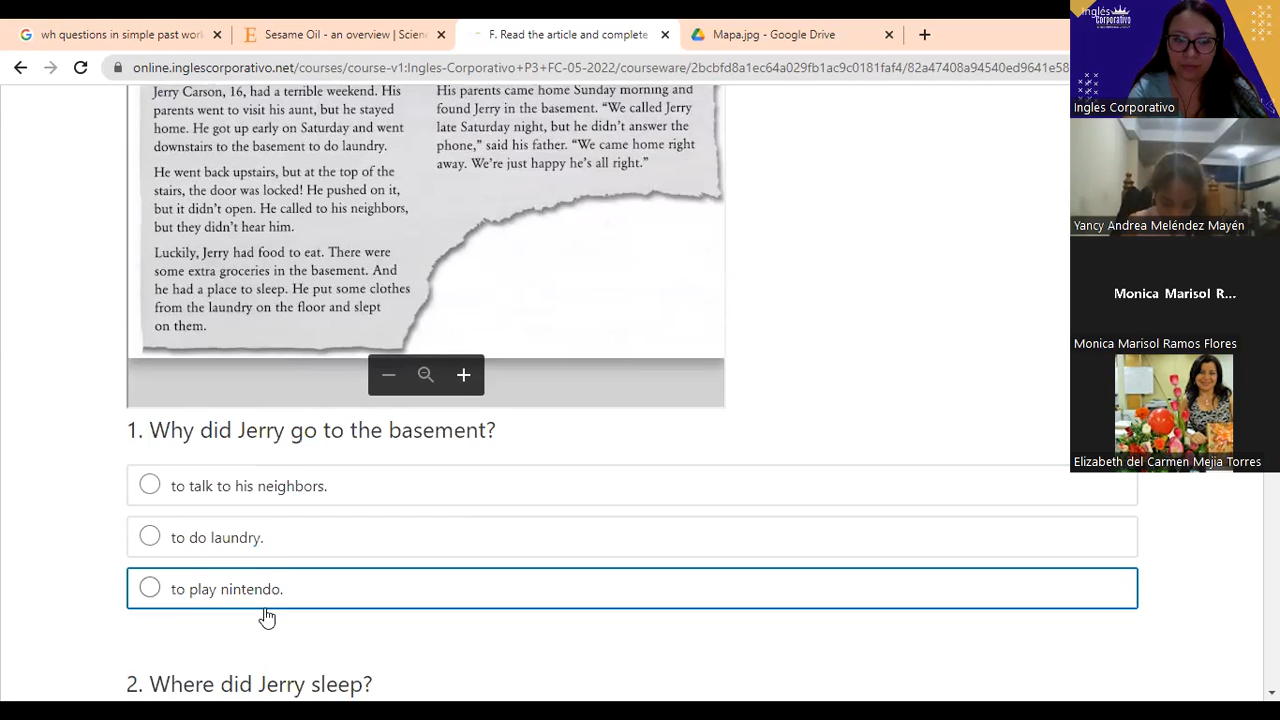 wh questions in simple past wor
Sesame Oil - an overview | Scien
F. Read the article and complete
Mapa.jpg - Google Drive
online.inglescorporativo.net/courses/course-v1:Ingles-Corporativo+P3+FC-05-2022/courseware/2bcbfd8a1ec64a029fb1ac9c0181faf4/82a47408a94540ed9641e58
Jerry Carson, 16, had a terrible weekend. His
parents went to visit his aunt, but he stayed
home. He got up early on Saturday and went
downstairs to the basement to do laundry.
He went back upstairs, but at the top of the
stairs, the door was locked! He pushed on it,
but it didn't open. He called to his neighbors,
but they didn't hear him.
Luckily, Jerry had food to eat. There were
some extra groceries in the basement. And
he had a place to sleep. He put some clothes
from the laundry on the floor and slept
on them.
His parents came home Sunday morning and
found Jerry in the basement. “We called Jerry
late Saturday night, but he didn't answer the
phone,” said his father. “We came home right
away. We're just happy he's all right.”
1. Why did Jerry go to the basement?
to talk to his neighbors.
to do laundry.
to play nintendo.
2. Where did Jerry sleep?
Inglés
Corporativo
Ingles Corporativo
Yancy Andrea Meléndez Mayén
Monica Marisol R...
Monica Marisol Ramos Flores
Elizabeth del Carmen Mejia Torres